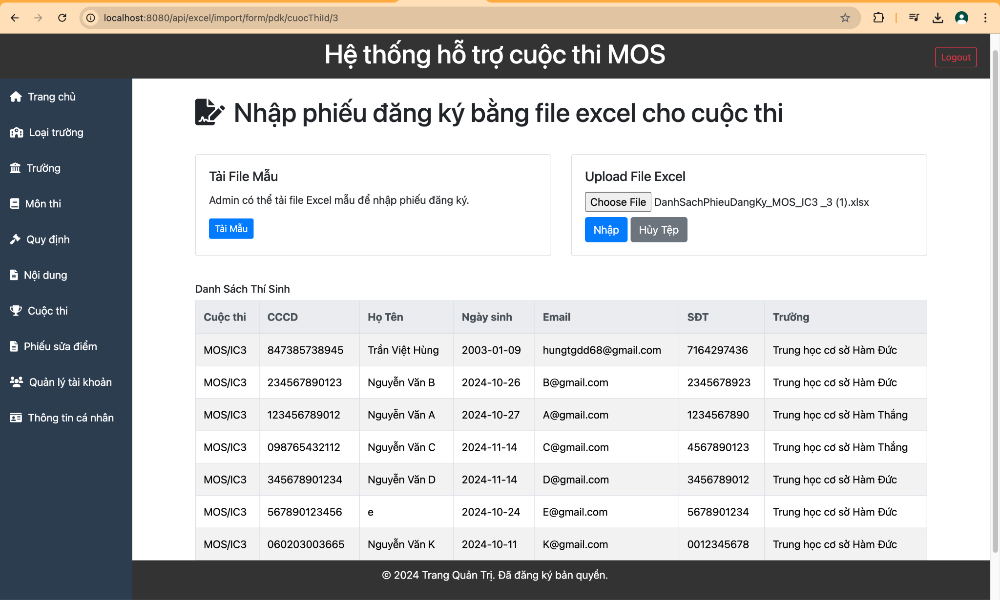 localhost:8080/api/excel/import/form/pdk/cuocThiId/3
Hệ thống hỗ trợ cuộc thi MOS
Logout
Trang chủ
Loại trường
Trường
Môn thi
Quy định
Nội dung
Cuộc thi
Phiếu sửa điểm
Quản lý tài khoản
Thông tin cá nhân
Nhập phiếu đăng ký bằng file excel cho cuộc thi
Tải File Mẫu
Admin có thể tải file Excel mẫu để nhập phiếu đăng ký.
Tải Mẫu
Upload File Excel
Choose File DanhSachPhieuDangKy_MOS_IC3 _3 (1).xlsx
Nhập Hủy Tệp
Danh Sách Thí Sinh
Cuộc thi CCCD Họ Tên Ngày sinh Email SĐT Trường
MOS/IC3 847385738945 Trần Việt Hùng 2003-01-09 hungtgdd68@gmail.com 7164297436 Trung học cơ sở Hàm Đức
MOS/IC3 234567890123 Nguyễn Văn B 2024-10-26 B@gmail.com 2345678923 Trung học cơ sở Hàm Đức
MOS/IC3 123456789012 Nguyễn Văn A 2024-10-27 A@gmail.com 1234567890 Trung học cơ sở Hàm Thắng
MOS/IC3 098765432112 Nguyễn Văn C 2024-11-14 C@gmail.com 4567890123 Trung học cơ sở Hàm Thắng
MOS/IC3 345678901234 Nguyễn Văn D 2024-11-14 D@gmail.com 3456789012 Trung học cơ sở Hàm Đức
MOS/IC3 567890123456 e 2024-10-24 E@gmail.com 5678901234 Trung học cơ sở Hàm Đức
MOS/IC3 060203003665 Nguyễn Văn K 2024-10-11 K@gmail.com 0012345678 Trung học cơ sở Hàm Đức
© 2024 Trang Quản Trị. Đã đăng ký bản quyền.